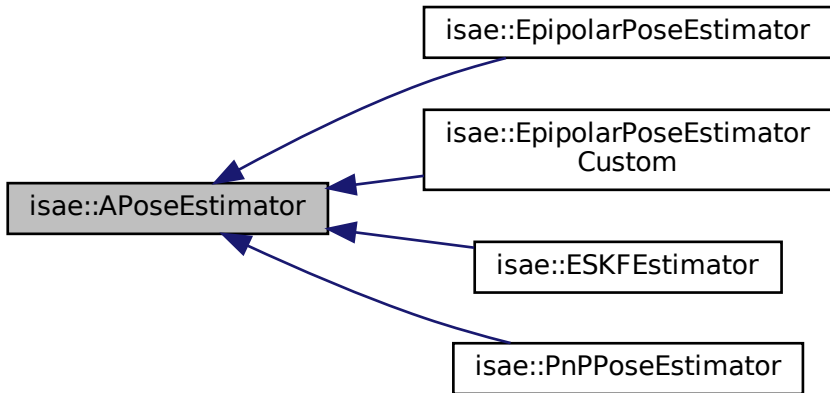 isae::EpipolarPoseEstimator
isae::EpipolarPoseEstimator
Custom
isae::APoseEstimator
isae::ESKFEstimator
isae::PnPPoseEstimator